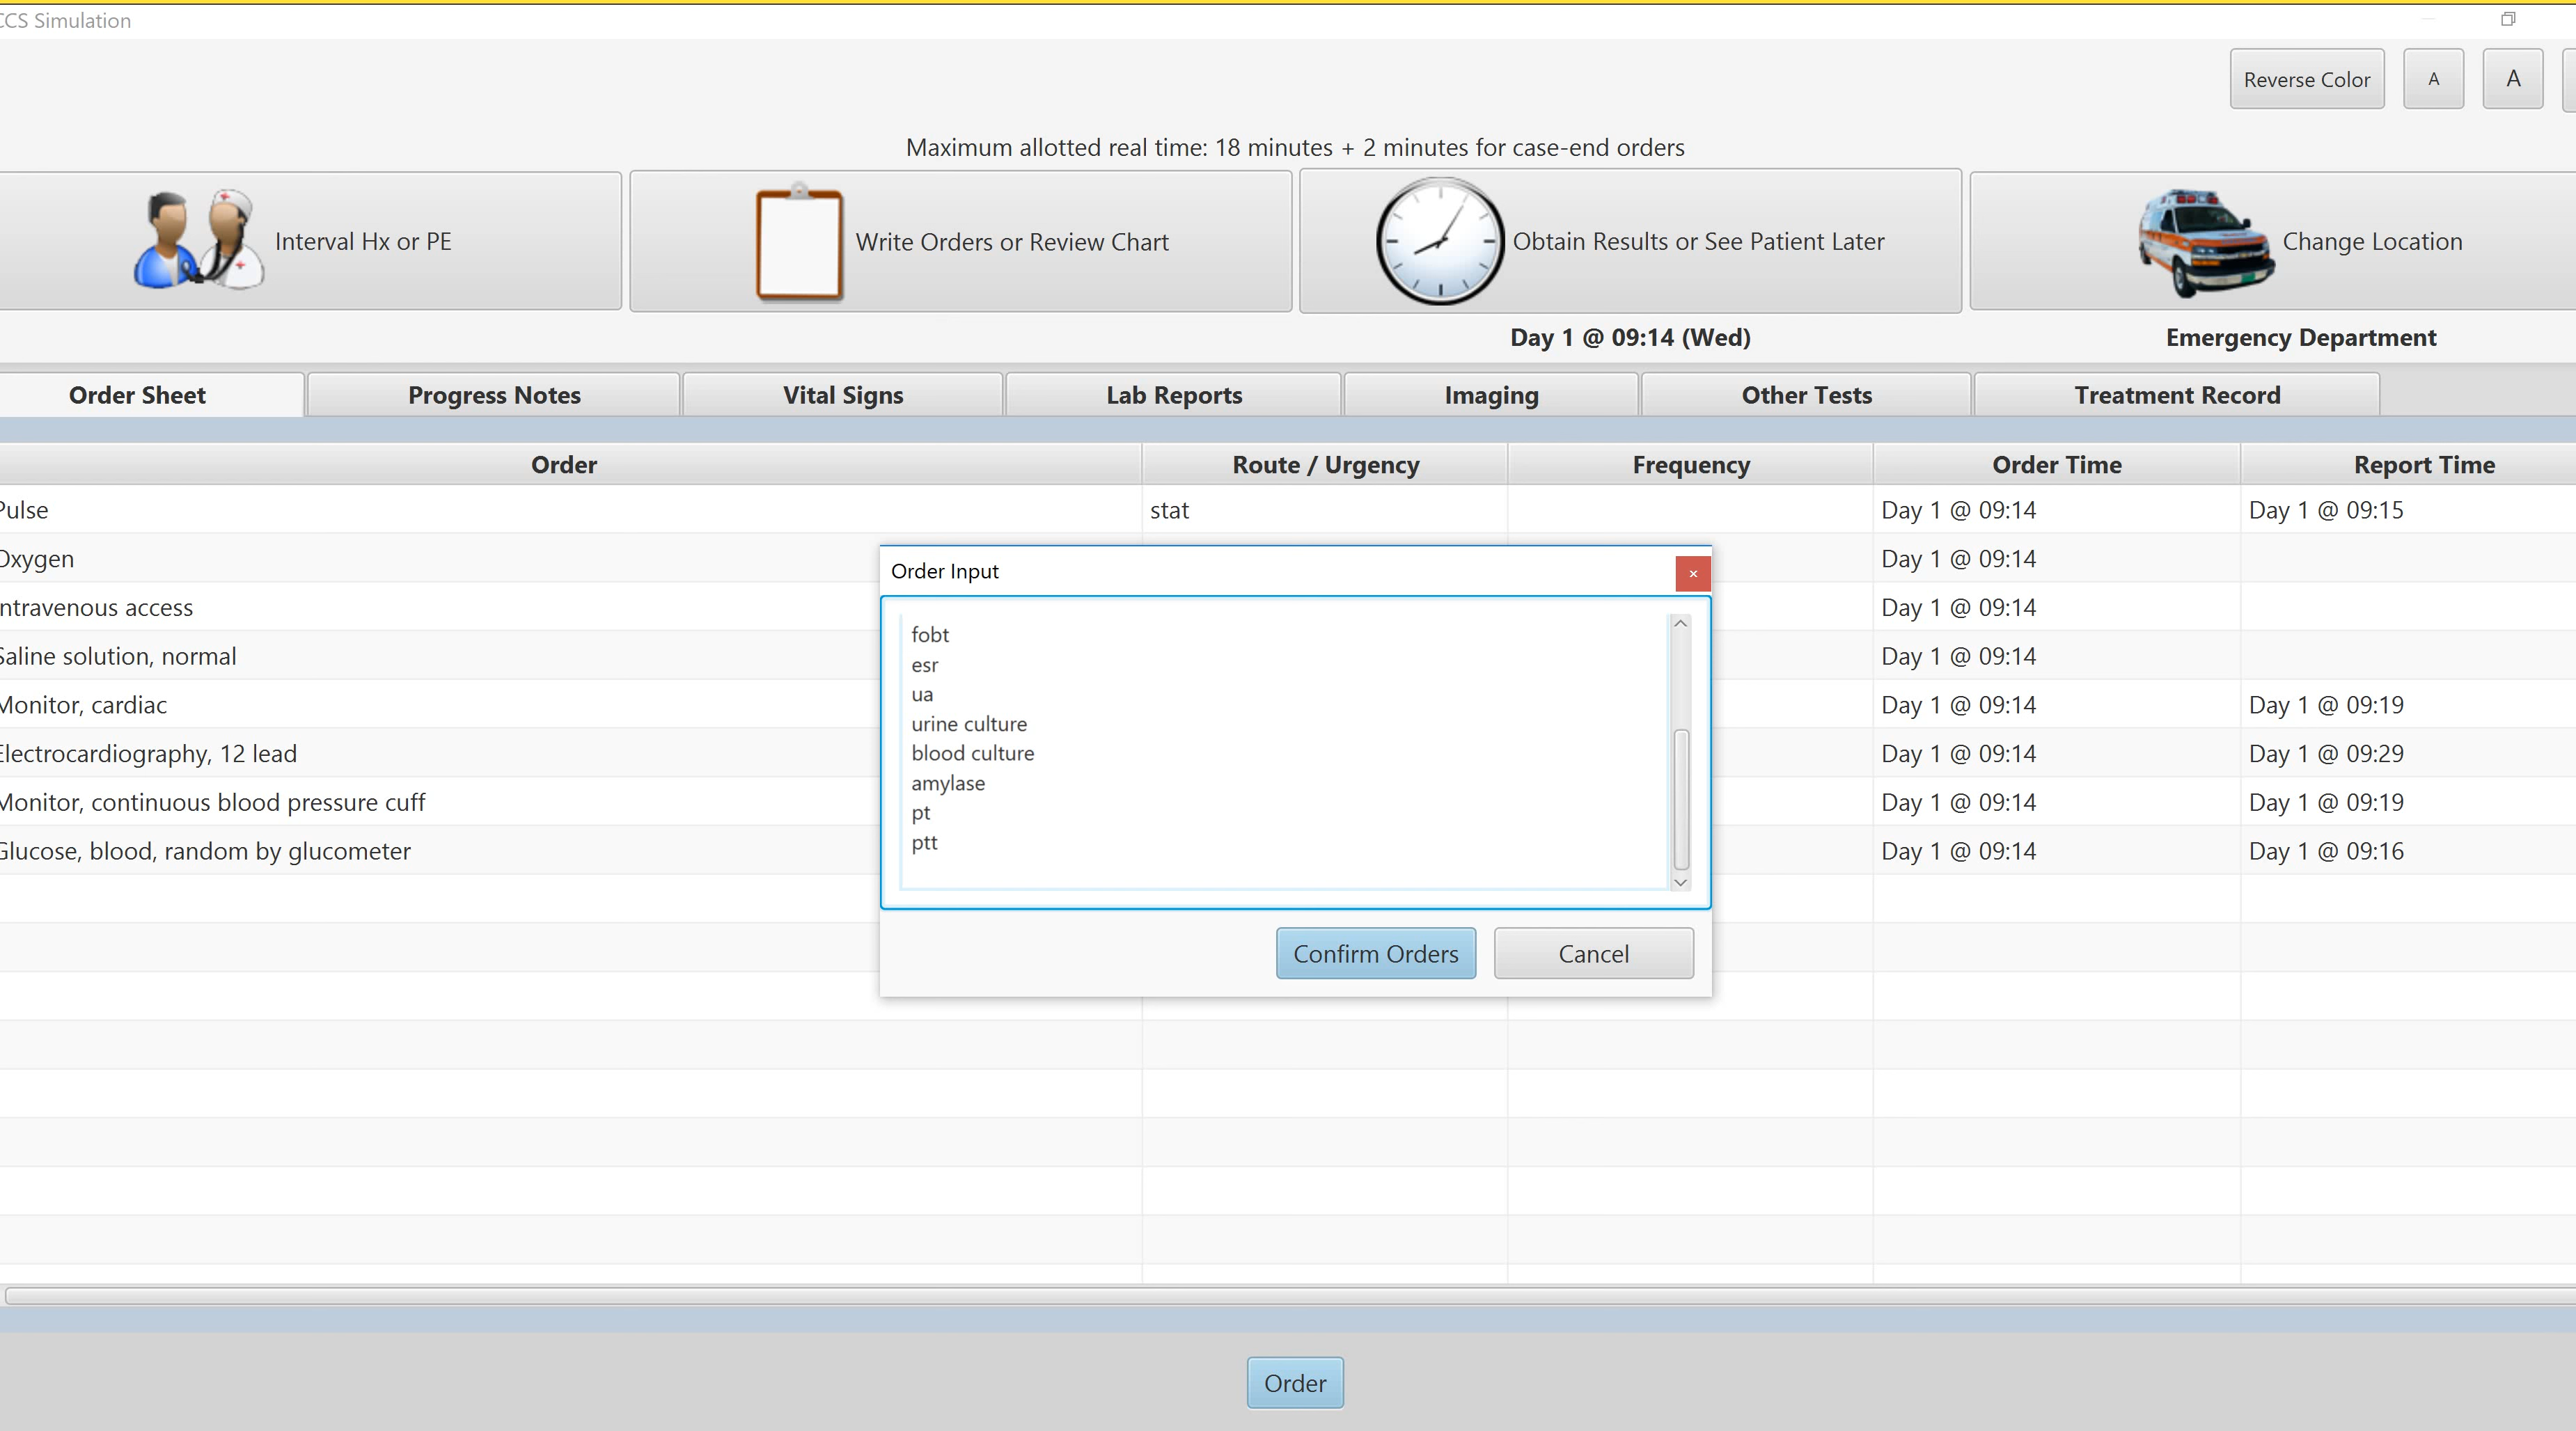 CCS Simulation
Reverse Color A A
Maximum allotted real time: 18 minutes + 2 minutes for case-end orders
Interval Hx or PE
Write Orders or Review Chart
Obtain Results or See Patient Later
Change Location
Day 1 @ 09:14 (Wed)
Emergency Department
Order Sheet Progress Notes Vital Signs Lab Reports Imaging Other Tests Treatment Record
Order Route / Urgency Frequency Order Time Report Time
Pulse stat Day 1 @ 09:14 Day 1 @ 09:15
Oxygen Day 1 @ 09:14
Intravenous access Day 1 @ 09:14
Saline solution, normal Day 1 @ 09:14
Monitor, cardiac Day 1 @ 09:14 Day 1 @ 09:19
Electrocardiography, 12 lead Day 1 @ 09:14 Day 1 @ 09:29
Monitor, continuous blood pressure cuff Day 1 @ 09:14 Day 1 @ 09:19
Glucose, blood, random by glucometer Day 1 @ 09:14 Day 1 @ 09:16
Order Input
fobt
esr
ua
urine culture
blood culture
amylase
pt
ptt
Confirm Orders Cancel
Order